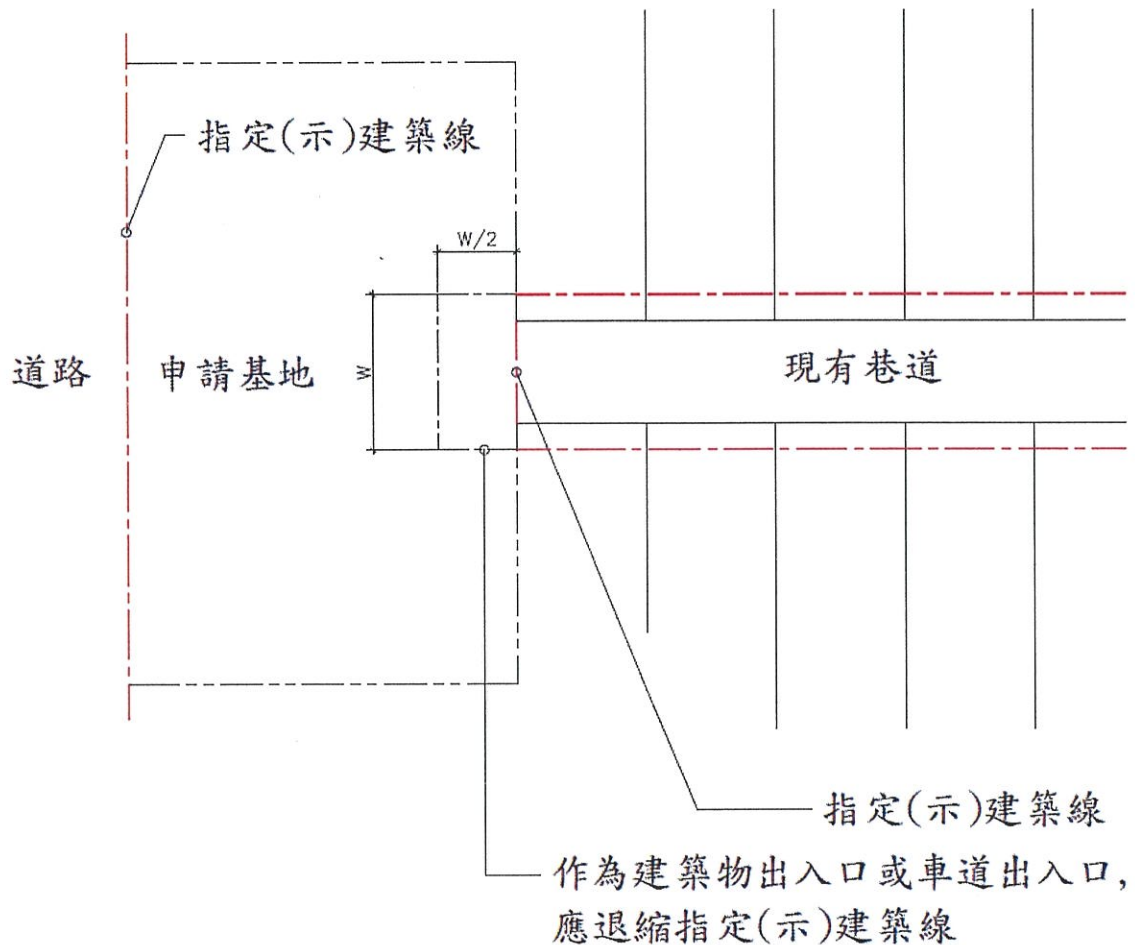 指定(示)建築線
W/2
道路
申請基地
W
現有巷道
指定(示)建築線
作為建築物出入口或車道出入口,
應退縮指定(示)建築線